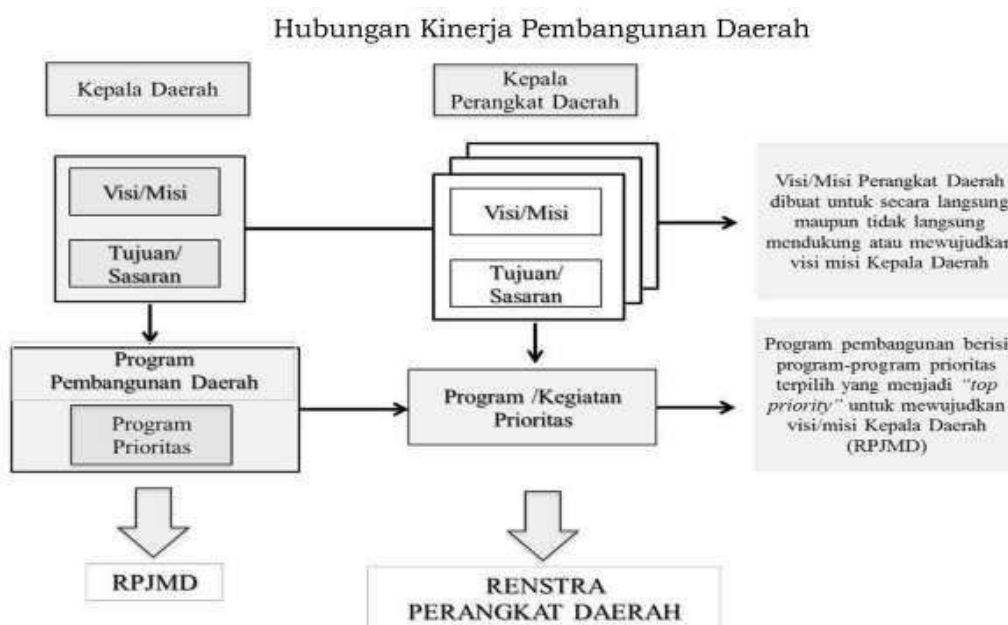 Hubungan Kinerja Pembangunan Daerah
Kepala Daerah
Kepala
Perangkat Daerah
Visi/Misi
Tujuan/
Sasaran
Visi/Misi
Tujuan/
Sasaran
Visi/Misi Perangkat Daerah
dibuat untuk secara langsung
maupun tidak langsung
mendukung atau mewujudkan
visi misi Kepala Daerah
Program
Pembangunan Daerah
Program
Prioritas
Program /Kegiatan
Prioritas
Program pembangunan berisi
program-program prioritas
terpilih yang menjadi "top
priority" untuk mewujudkan
visi/misi Kepala Daerah
(RPJMD)
RPJMD
RENSTRA
PERANGKAT DAERAH